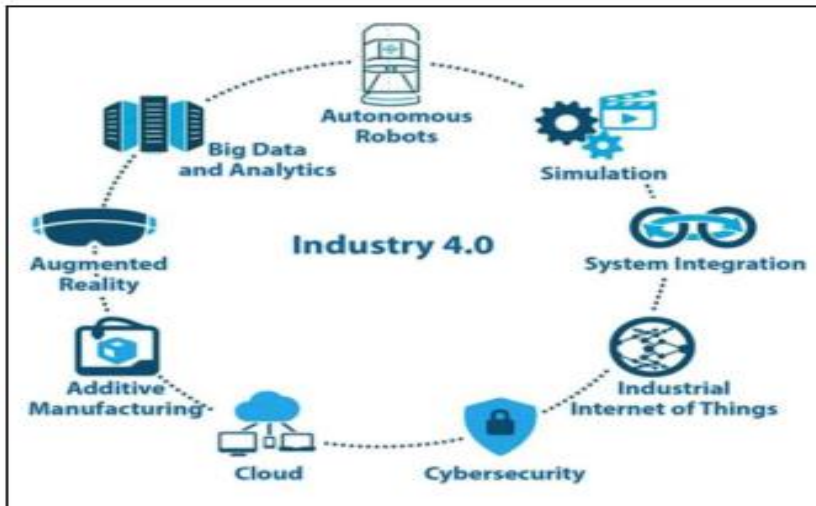 Autonomous
Robots
Big Data
and Analytics
Simulation
Industry 4.0
Augmented
Reality
System Integration
Additive
Manufacturing
Industrial
Internet of Things
Cloud
Cybersecurity